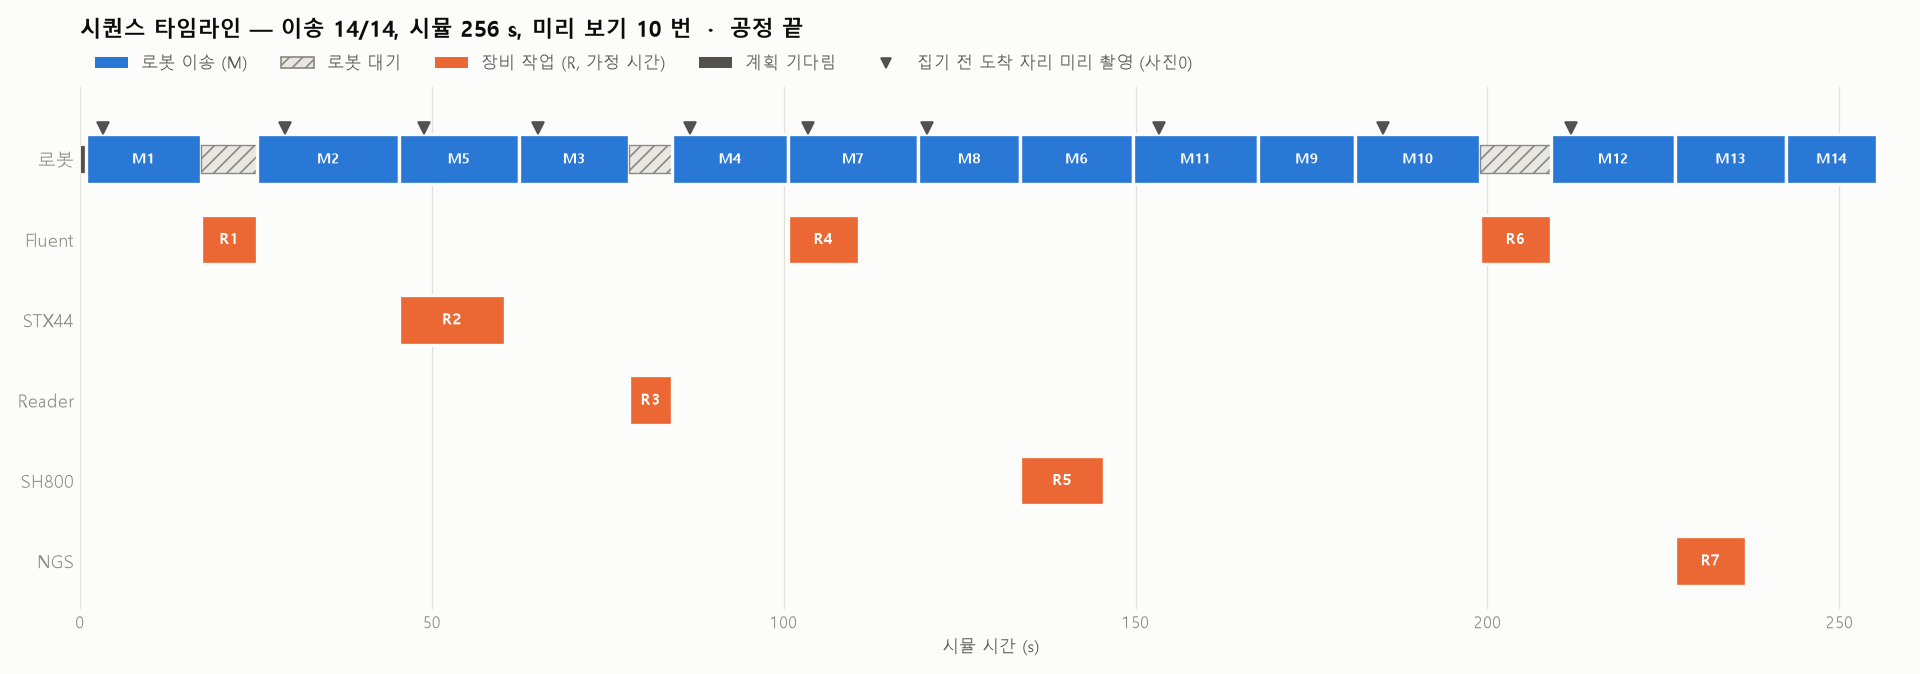 시퀀스 타임라인 — 이송 14/14, 시뮬 256 s, 미리 보기 10 번 · 공정 끝
로봇 이송 (M) 로봇 대기 장비 작업 (R, 가정 시간) 계획 기다림 집기 전 도착 자리 미리 촬영 (사진0)
로봇 M1 M2 M5 M3 M4 M7 M8 M6 M11 M9 M10 M12 M13 M14
Fluent R1 R4 R6
STX44 R2
Reader R3
SH800 R5
NGS R7
0 50 100 150 200 250
시뮬 시간 (s)